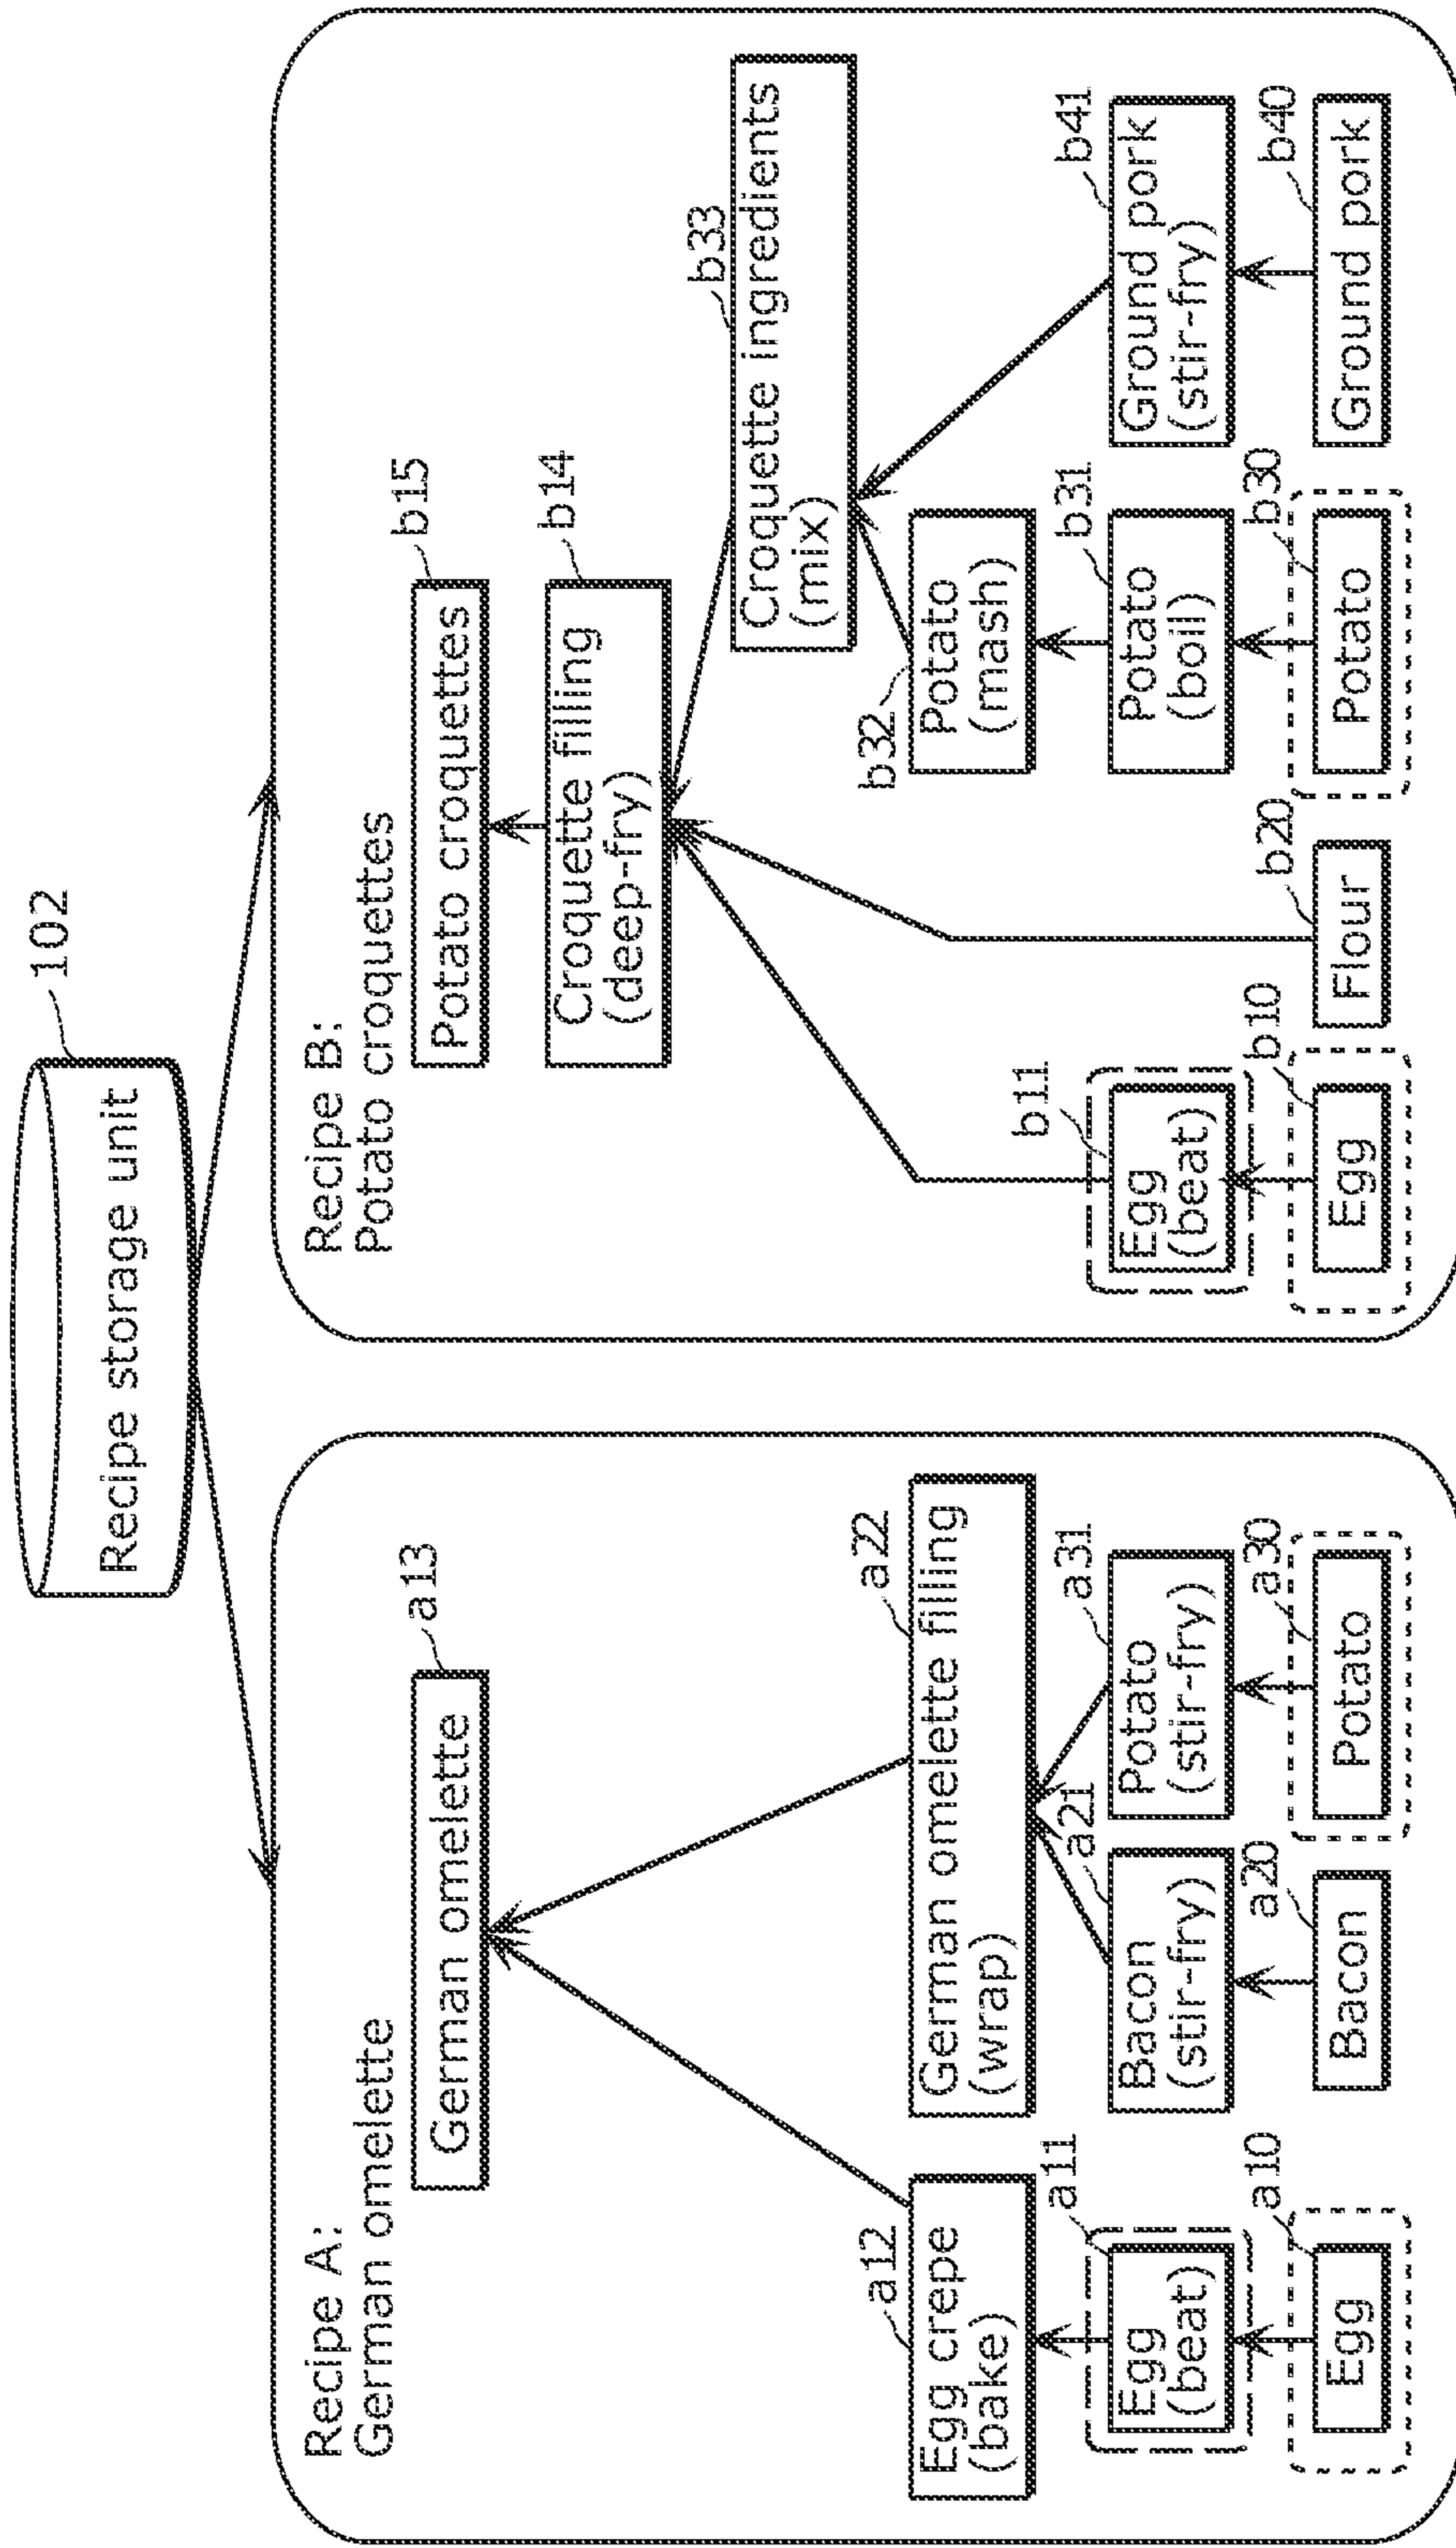 Recipe storage unit
102
Recipe A:
German omelette
German omelette
a13
Egg crepe
(bake)
a12
German omelette filling
(wrap)
a22
Egg
(beat)
a11
Bacon
(stir-fry)
a21
Potato
(stir-fry)
a31
Egg
a10
Bacon
a20
Potato
a30
Recipe B:
Potato croquettes
Potato croquettes
b15
Croquette filling
(deep-fry)
b14
Croquette ingredients
(mix)
b33
Potato
(mash)
b32
Egg
(beat)
b11
Potato
(boil)
b31
Ground pork
(stir-fry)
b41
Egg
b10
Flour
b20
Potato
b30
Ground pork
b40